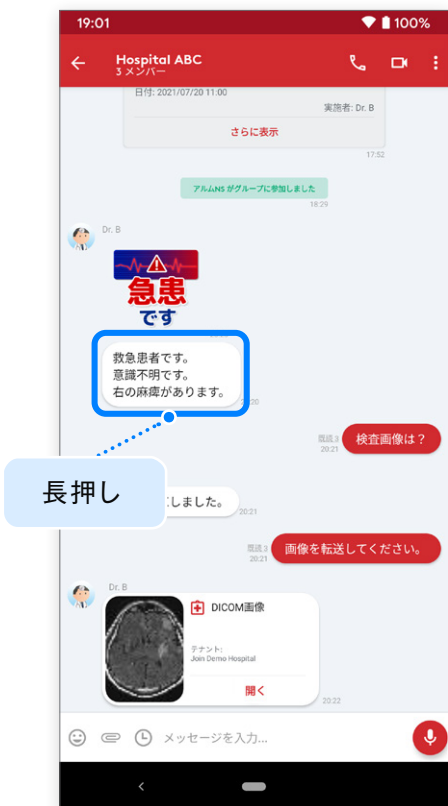 19:01
100%
Hospital ABC
3 メンバー
日付: 2021/07/20 11:00
実施者: Dr. B
さらに表示
17:52
アルムNS がグループに参加しました
18:29
Dr. B
急患
です
救急患者です。
意識不明です。
右の麻痺があります。
20:20
既読 3
20:21
検査画像は？
長押し
しました。
20:21
既読 3
20:21
画像を転送してください。
Dr. B
DICOM画像
テナント:
Join Demo Hospital
開く
20:22
メッセージを入力...